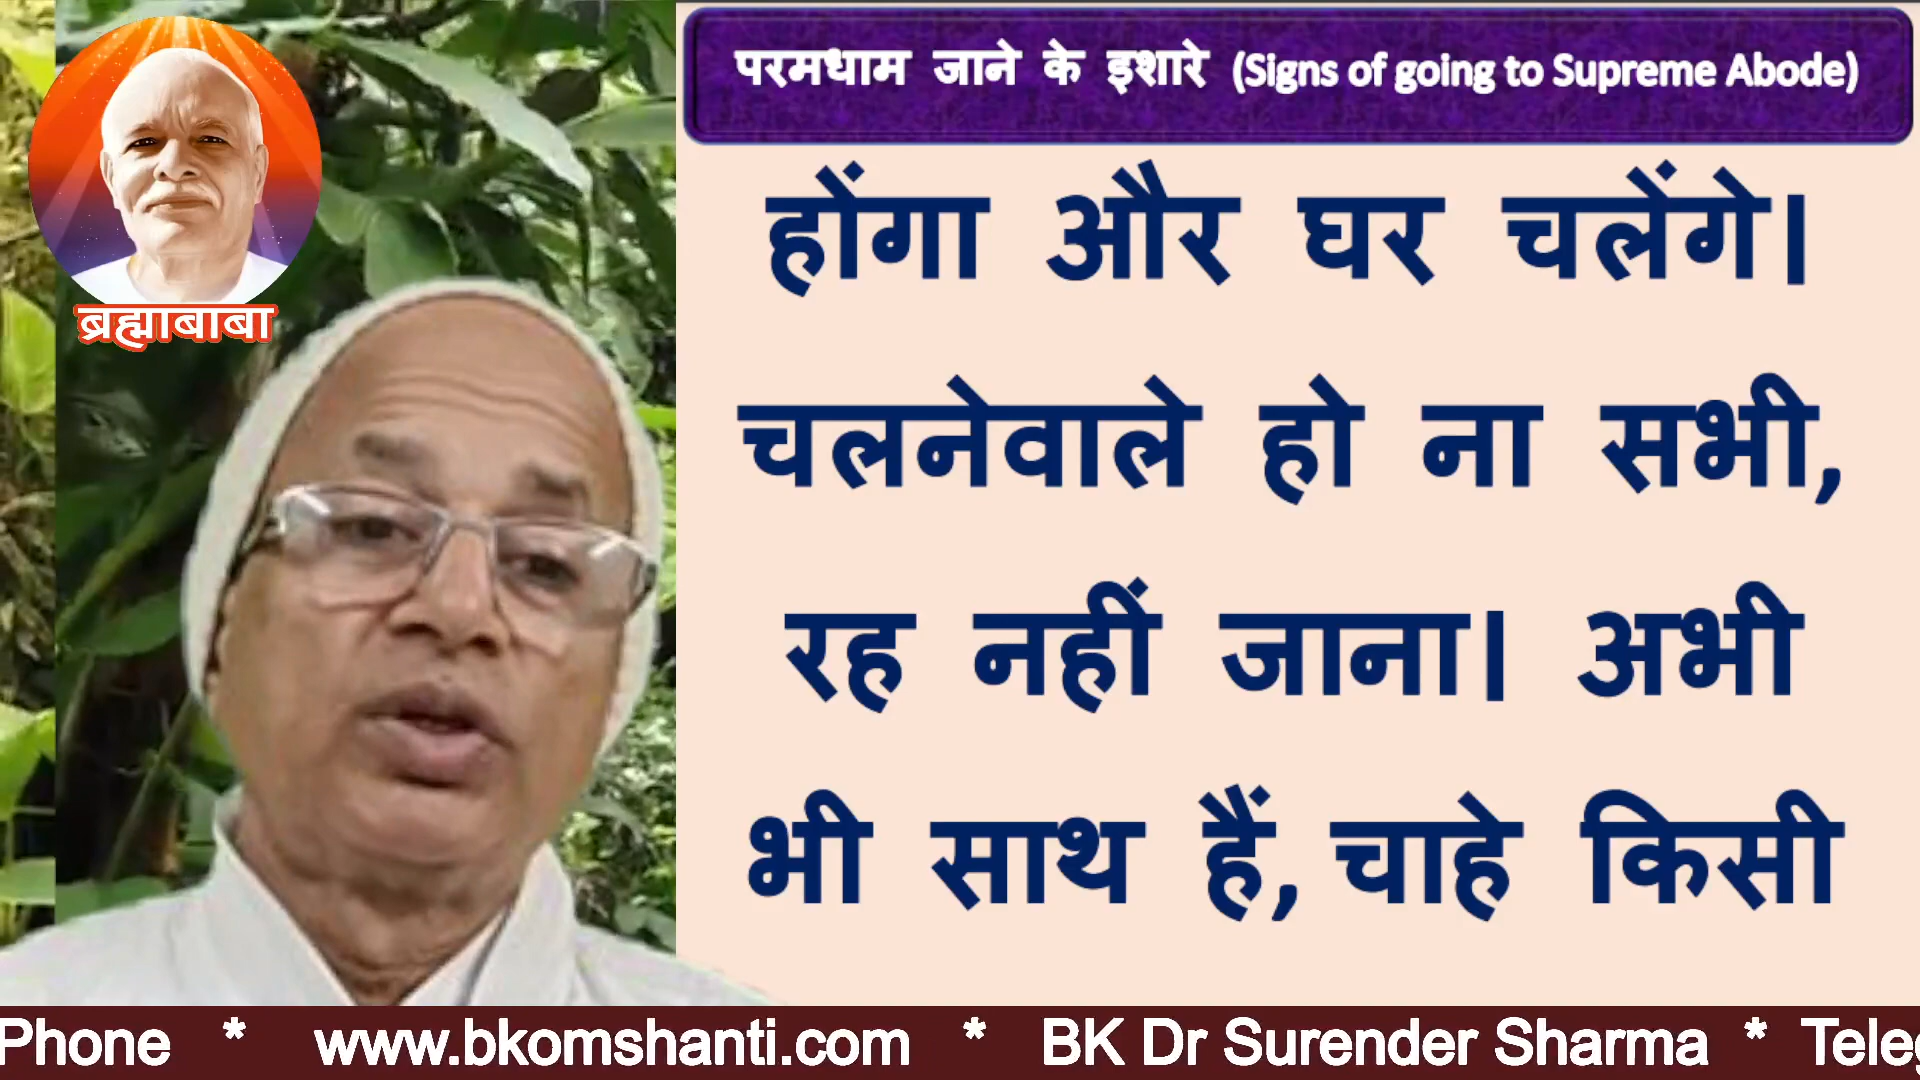 परमधाम जाने के इशारे (Signs of going to Supreme Abode)
ब्रह्माबाबा
होंगा और घर चलेंगे।
चलनेवाले हो ना सभी,
रह नहीं जाना। अभी
भी साथ हैं, चाहे किसी
Phone * www.bkomshanti.com * BK Dr Surender Sharma *